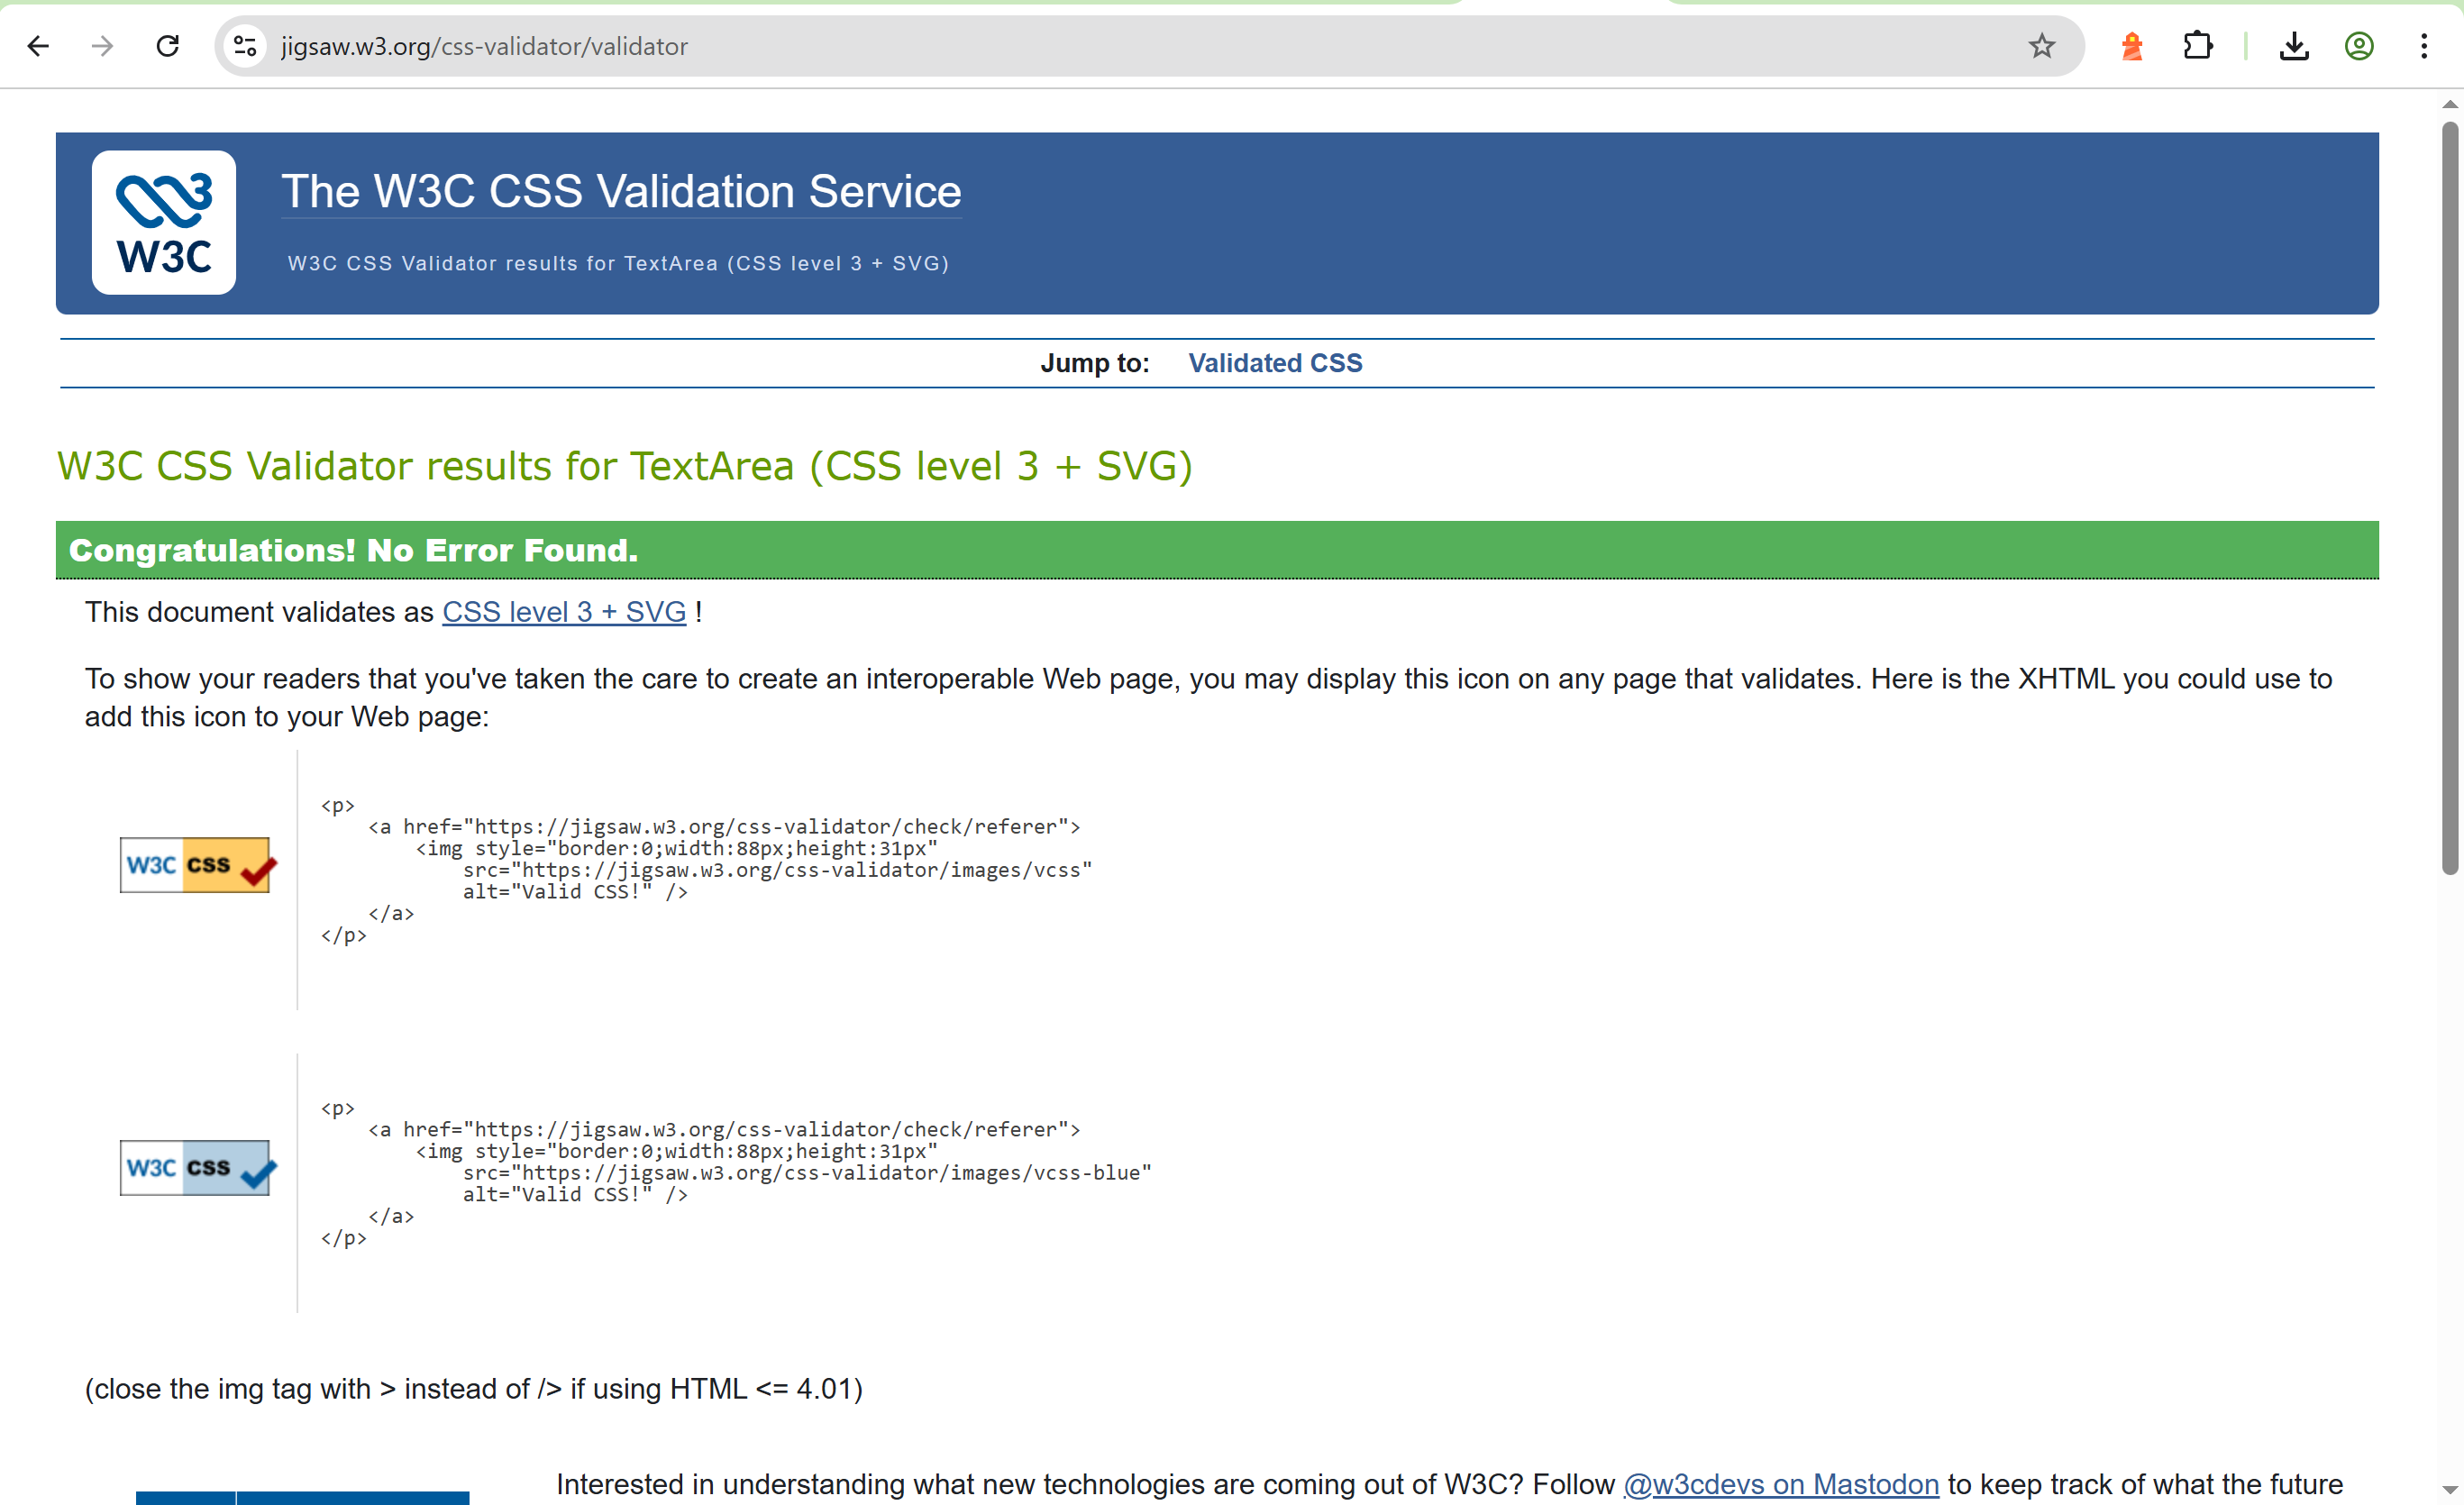 jigsaw.w3.org/css-validator/validator
W3C
The W3C CSS Validation Service
W3C CSS Validator results for TextArea (CSS level 3 + SVG)
Jump to: Validated CSS
W3C CSS Validator results for TextArea (CSS level 3 + SVG)
Congratulations! No Error Found.
This document validates as CSS level 3 + SVG !
To show your readers that you've taken the care to create an interoperable Web page, you may display this icon on any page that validates. Here is the XHTML you could use to
add this icon to your Web page:
W3C css
<p>
    <a href="https://jigsaw.w3.org/css-validator/check/referer">
        <img style="border:0;width:88px;height:31px"
            src="https://jigsaw.w3.org/css-validator/images/vcss"
            alt="Valid CSS!" />
    </a>
</p>
W3C css
<p>
    <a href="https://jigsaw.w3.org/css-validator/check/referer">
        <img style="border:0;width:88px;height:31px"
            src="https://jigsaw.w3.org/css-validator/images/vcss-blue"
            alt="Valid CSS!" />
    </a>
</p>
(close the img tag with > instead of /> if using HTML <= 4.01)
Interested in understanding what new technologies are coming out of W3C? Follow @w3cdevs on Mastodon to keep track of what the future